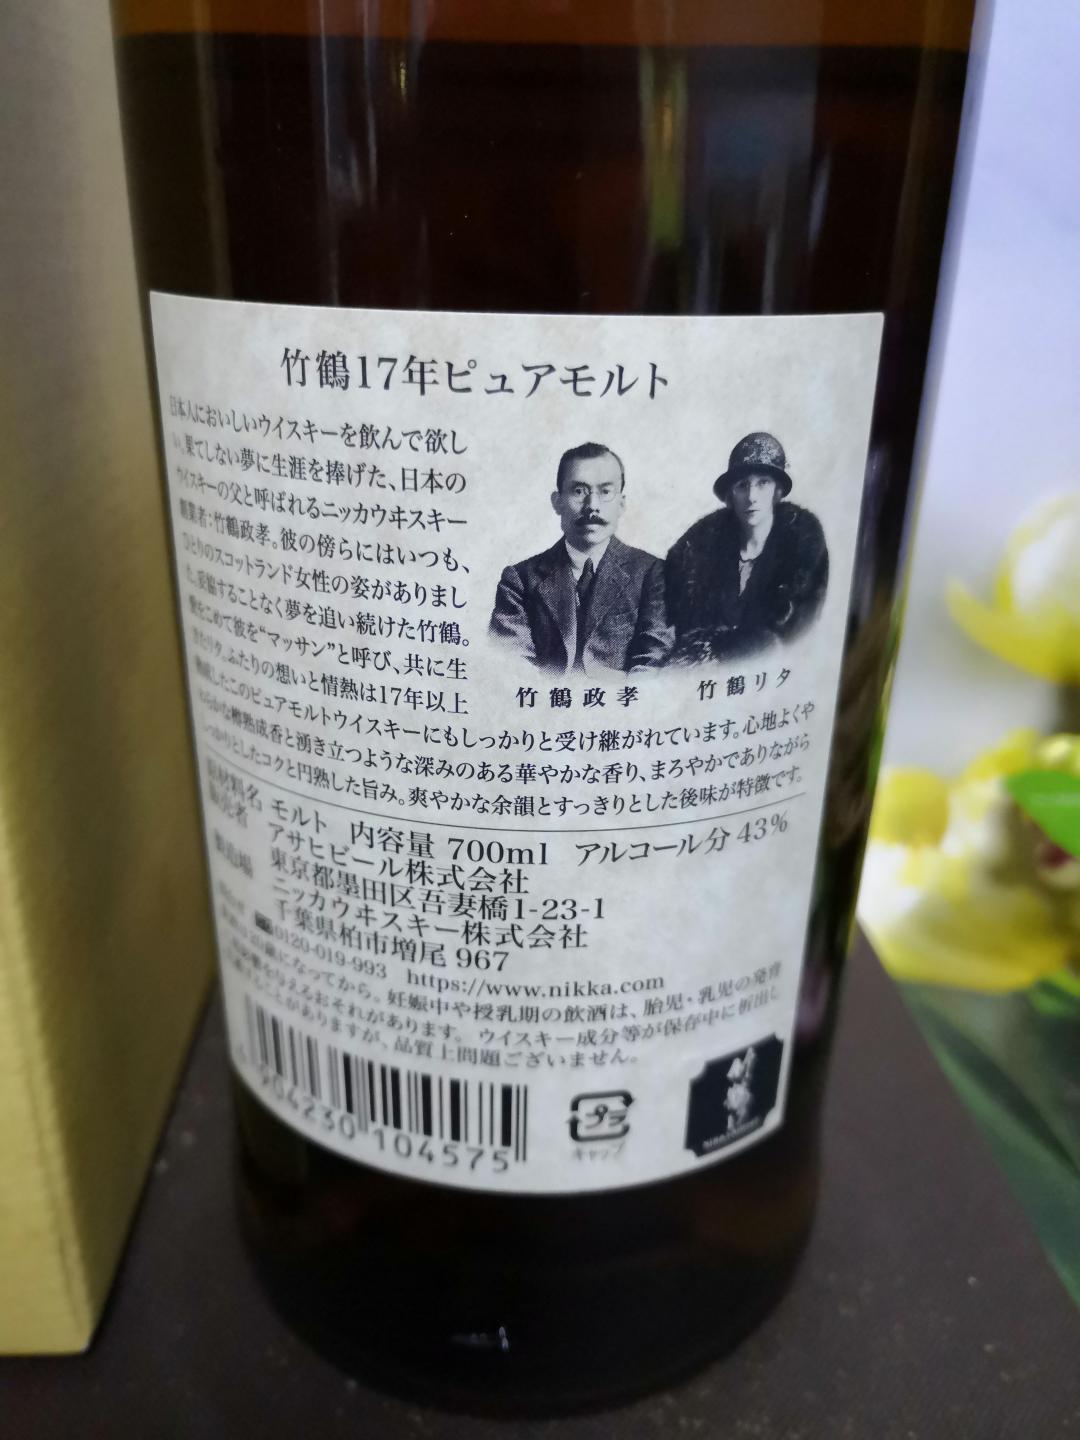 竹鶴17年ピュアモルト
日本人においしいウイスキーを飲んで欲し
い。果てしない夢に生涯を捧げた、日本の
ウイスキーの父と呼ばれるニッカウヰスキー
創業者：竹鶴政孝。彼の傍らにはいつも、
ひとりのスコットランド女性の姿がありまし
た。妥協することなく夢を追い続けた竹鶴。
愛をこめて彼を“マッサン”と呼び、共に生
きたリタ。ふたりの想いと情熱は17年以上
熟成したこのピュアモルトウイスキーにもしっかりと受け継がれています。心地よくや
わらかな樽熟成香と湧き立つような深みのある華やかな香り、まろやかでありながら
しっかりとしたコクと円熟した旨み。爽やかな余韻とすっきりとした後味が特徴です。
竹鶴政孝
竹鶴リタ
原材料名 モルト 内容量 700ml アルコール分 43%
販売者 アサヒビール株式会社
東京都墨田区吾妻橋1-23-1
製造場 ニッカウヰスキー株式会社
千葉県柏市増尾 967
0120-019-993 https://www.nikka.com
飲酒は20歳になってから。妊娠中や授乳期の飲酒は、胎児・乳児の発育
に悪影響を与えるおそれがあります。ウイスキー成分等が保存中に析出し
することがありますが、品質上問題ございません。
904230 104575
プラ
キャップ